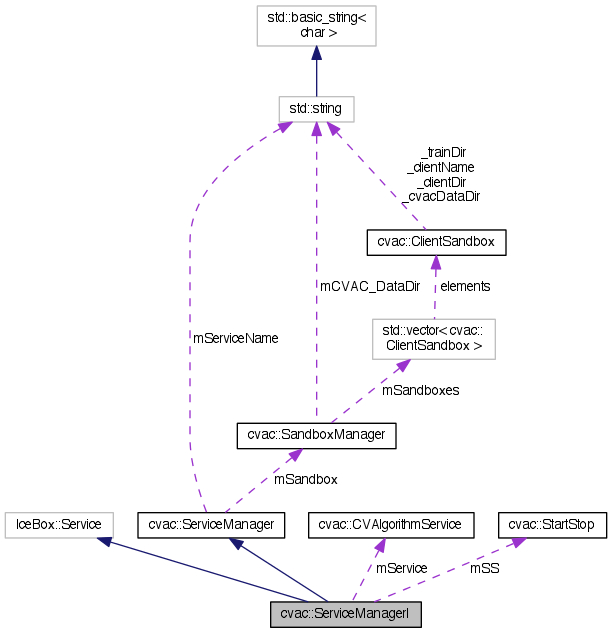 std::basic_string<
char >
std::string
_trainDir
_clientName
_clientDir
_cvacDataDir
cvac::ClientSandbox
mCVAC_DataDir
elements
std::vector< cvac::
ClientSandbox >
mServiceName
mSandboxes
cvac::SandboxManager
mSandbox
IceBox::Service
cvac::ServiceManager
cvac::CVAlgorithmService
cvac::StartStop
mService
mSS
cvac::ServiceManagerI